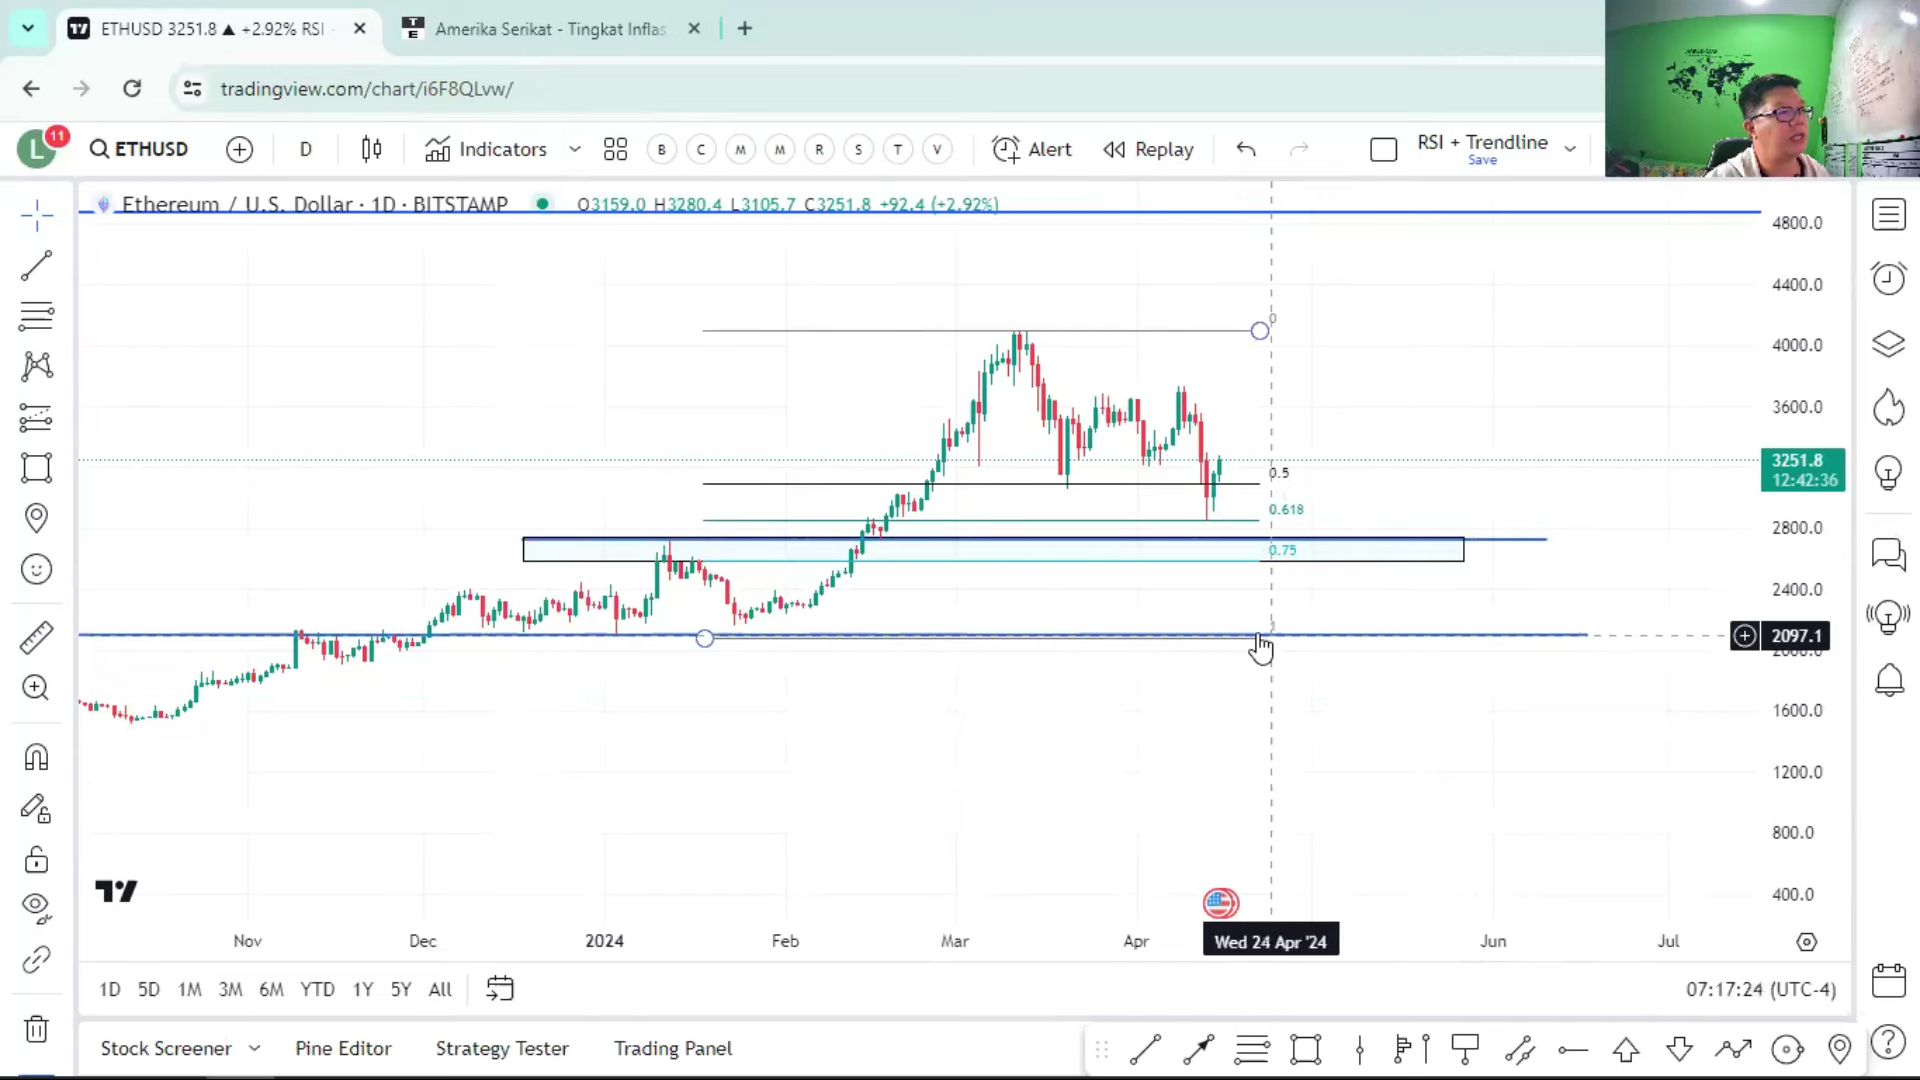 ETHUSD 3251.8 ▲ +2.92% RSI
Amerika Serikat - Tingkat Inflas
tradingview.com/chart/i6F8QLvw/
L 11
ETHUSD
D
Indicators
B C M M R S T V
Alert
Replay
RSI + Trendline
Save
Ethereum / U.S. Dollar · 1D · BITSTAMP O3159.0 H3280.4 L3105.7 C3251.8 +92.4 (+2.92%)
4800.0
4400.0
0
4000.0
3600.0
3251.8
12:42:36
0.5
0.618
2800.0
0.75
2400.0
1
2097.1
2000.0
1600.0
1200.0
800.0
400.0
Nov Dec 2024 Feb Mar Apr Wed 24 Apr '24 Jun Jul
1D 5D 1M 3M 6M YTD 1Y 5Y All
07:17:24 (UTC-4)
Stock Screener Pine Editor Strategy Tester Trading Panel